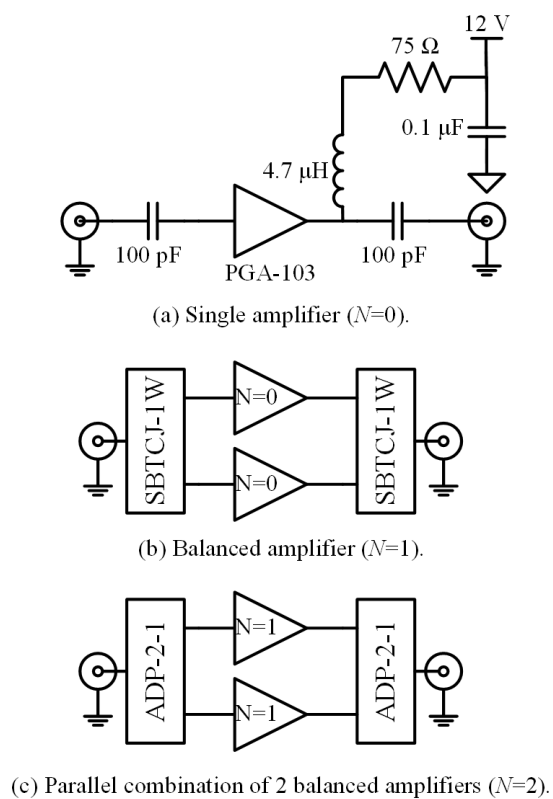 12 V
75 Ω
0.1 μF
4.7 μH
100 pF
100 pF
PGA-103
(a) Single amplifier (N=0).
SBTCJ-1W
N=0
N=0
SBTCJ-1W
(b) Balanced amplifier (N=1).
ADP-2-1
N=1
N=1
ADP-2-1
(c) Parallel combination of 2 balanced amplifiers (N=2).